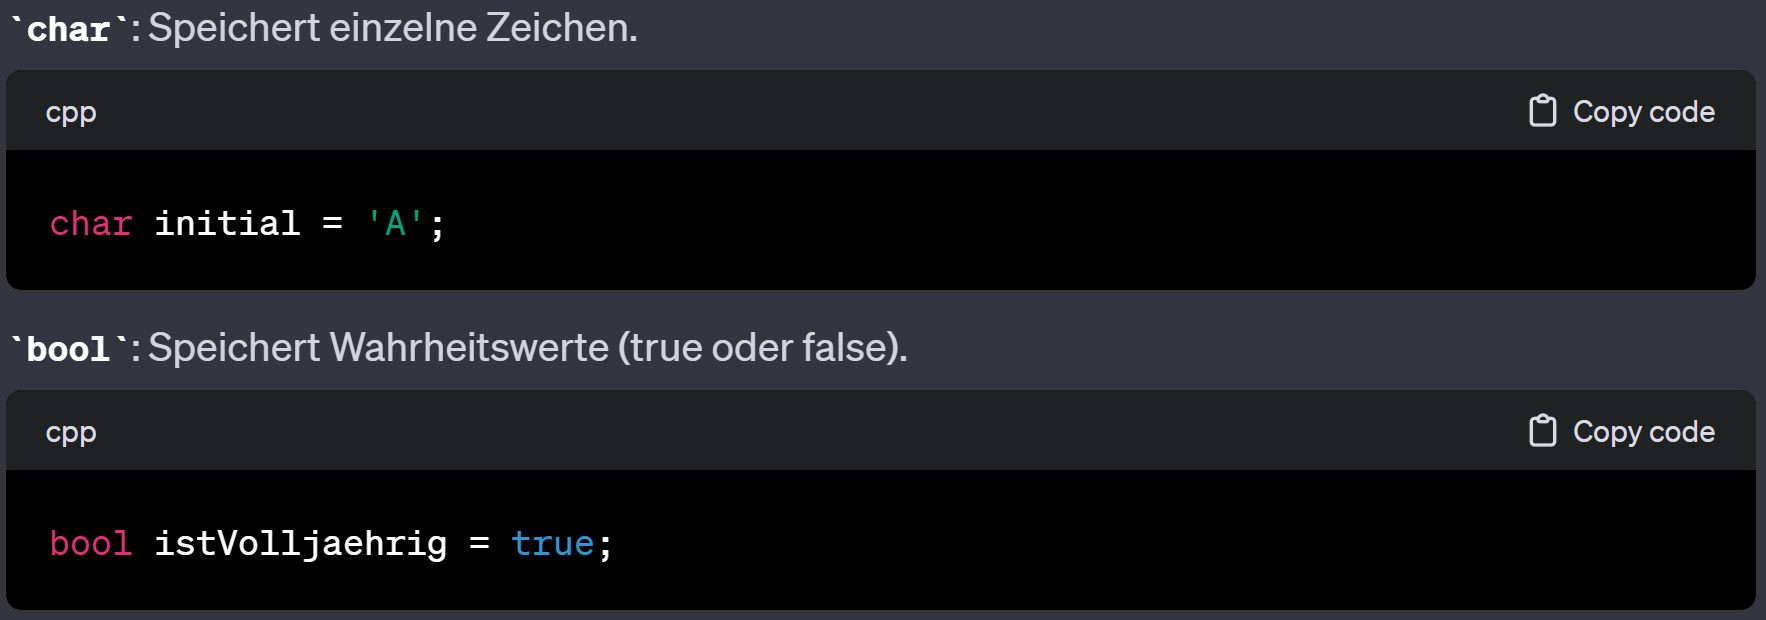 `char`: Speichert einzelne Zeichen.
cpp Copy code
char initial = 'A';
`bool`: Speichert Wahrheitswerte (true oder false).
cpp Copy code
bool istVolljaehrig = true;